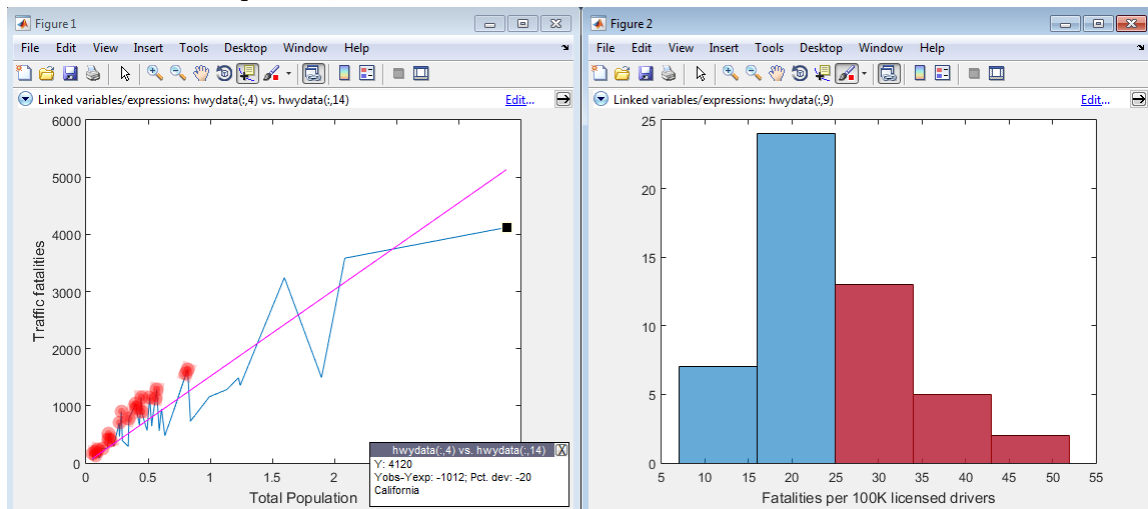 Figure 1
File Edit View Insert Tools Desktop Window Help
Linked variables/expressions: hwydata(:,4) vs. hwydata(:,14) Edit...
6000
5000
4000
3000
2000
1000
0
Traffic fatalities
0 0.5 1 1.5 2
Total Population
hwydata(:,4) vs. hwydata(:,14) X
Y: 4120
Yobs-Yexp: -1012; Pct. dev: -20
California
Figure 2
File Edit View Insert Tools Desktop Window Help
Linked variables/expressions: hwydata(:,9) Edit...
25
20
15
10
5
0
5 10 15 20 25 30 35 40 45 50 55
Fatalities per 100K licensed drivers